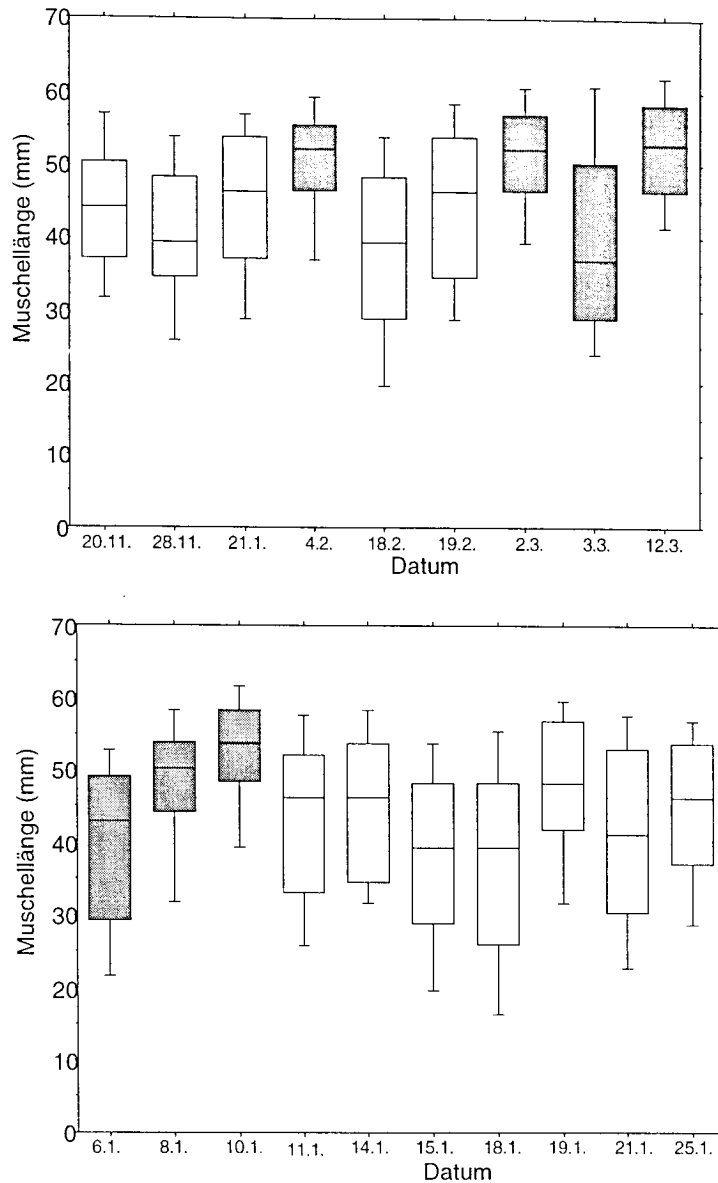 70
60
50
40
30
20
10
0
Muschellänge (mm)
20.11. 28.11. 21.1. 4.2. 18.2. 19.2. 2.3. 3.3. 12.3.
Datum
70
60
50
40
30
20
10
0
Muschellänge (mm)
6.1. 8.1. 10.1. 11.1. 14.1. 15.1. 18.1. 19.1. 21.1. 25.1.
Datum